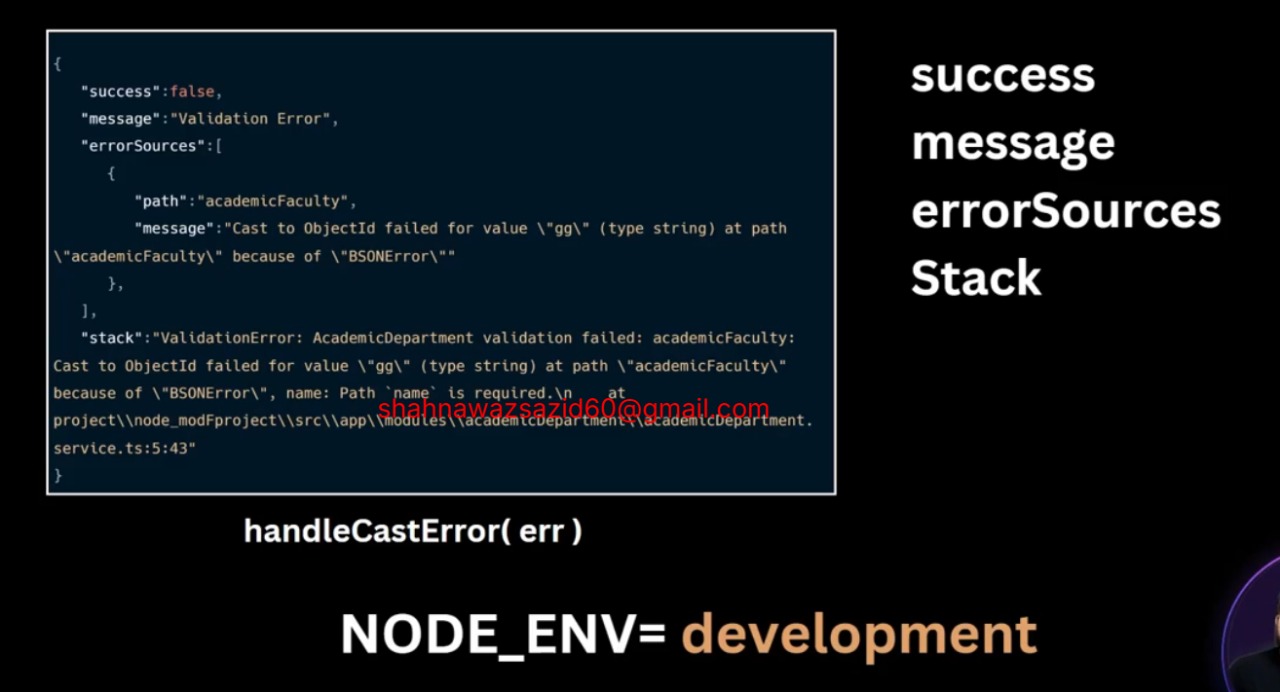 {
"success":false,
"message":"Validation Error",
"errorSources":[
{
"path":"academicFaculty",
"message":"Cast to ObjectId failed for value \"gg\" (type string) at path
\"academicFaculty\" because of \"BSONError\""
},
],
"stack":"ValidationError: AcademicDepartment validation failed: academicFaculty:
Cast to ObjectId failed for value \"gg\" (type string) at path \"academicFaculty\"
because of \"BSONError\", name: Path `name` is required.\n    at
shahnawazsazid60@gmail.com
project\\node_modFproject\\src\\app\\modules\\academicDepartment\\academicDepartment.
service.ts:5:43"
}
success
message
errorSources
Stack
handleCastError( err )
NODE_ENV= development